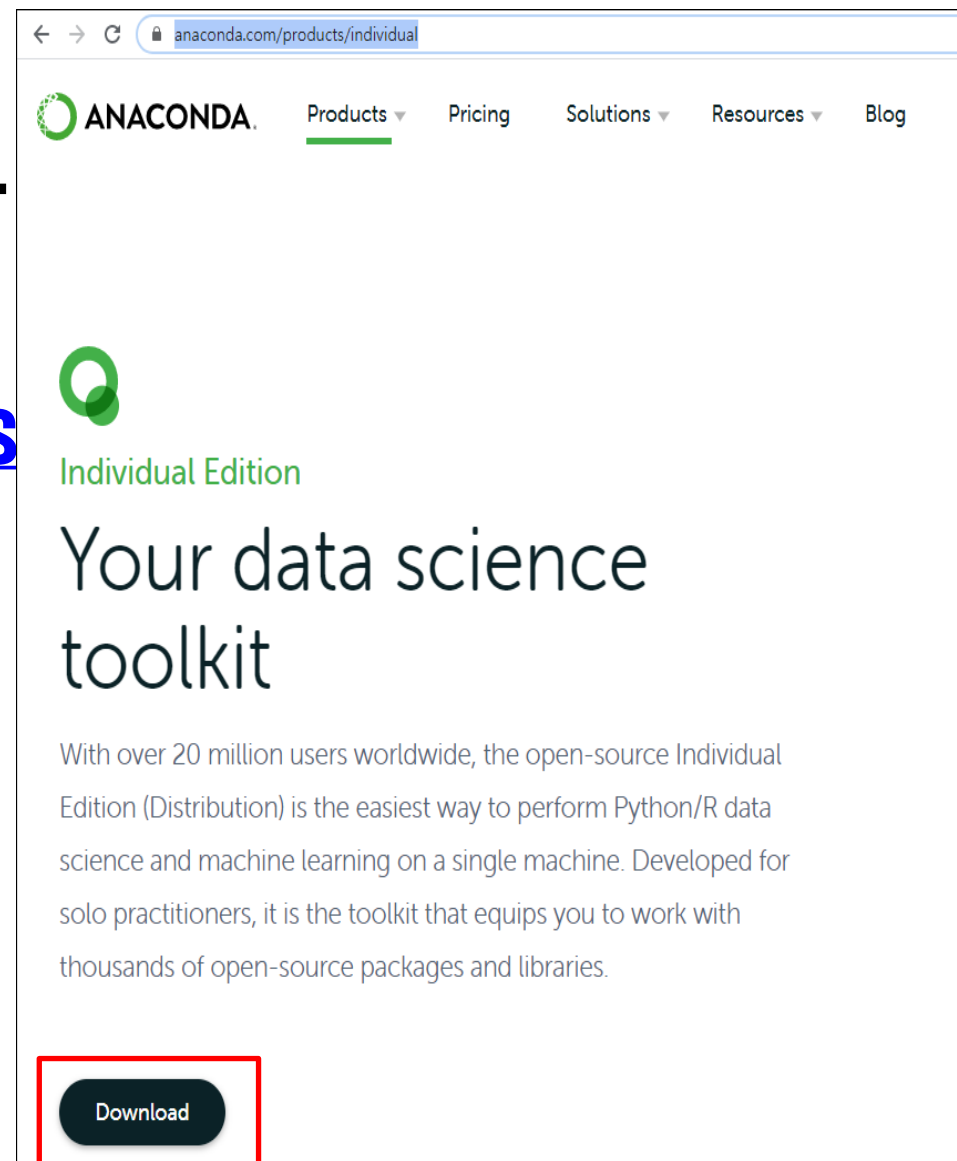 anaconda.com/products/individual
ANACONDA. Products Pricing Solutions Resources Blog
.
s
Individual Edition
Your data science
toolkit
With over 20 million users worldwide, the open-source Individual
Edition (Distribution) is the easiest way to perform Python/R data
science and machine learning on a single machine. Developed for
solo practitioners, it is the toolkit that equips you to work with
thousands of open-source packages and libraries.
Download